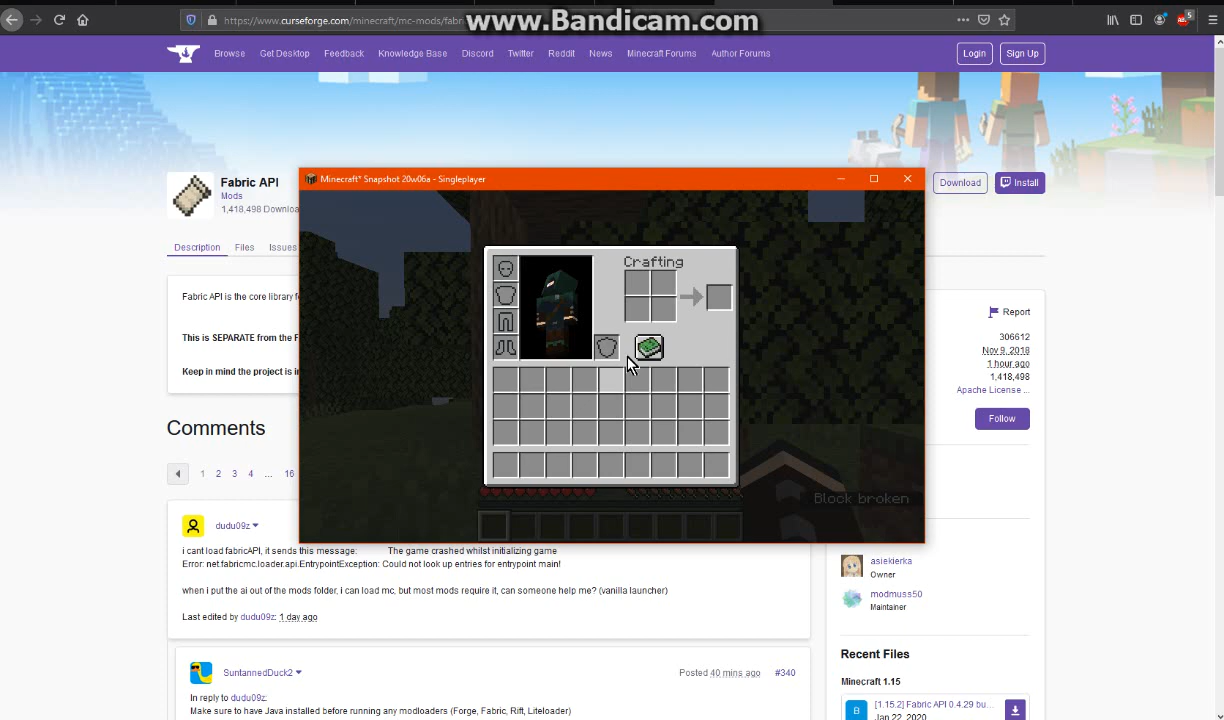 https://www.curseforge.com/minecraft/mc-mods/fab
www.Bandicam.com
5
Browse Get Desktop Feedback Knowledge Base Discord Twitter Reddit News Minecraft Forums Author Forums Login Sign Up
Fabric API
Mods
1,418,498 Downloa
Download Install
Description Files Issues
Minecraft* Snapshot 20w06a - Singleplayer
Crafting
Block broken
Fabric API is the core library f
This is SEPARATE from the F
Keep in mind the project is in
Report
306612
Nov 9, 2018
1 hour ago
1,418,498
Apache License ...
Follow
Comments
1 2 3 4 ... 16
dudu09z
i cant load fabricAPI, it sends this message: The game crashed whilst initializing game
Error: net.fabricmc.loader.api.EntrypointException: Could not look up entries for entrypoint main!
when i put the ai out of the mods folder, i can load mc, but most mods require it, can someone help me? (vanilla launcher)
Last edited by dudu09z: 1 day ago
asiekierka
Owner
modmuss50
Maintainer
SuntannedDuck2 Posted 40 mins ago #340
In reply to dudu09z:
Make sure to have Java installed before running any modloaders (Forge, Fabric, Rift, Liteloader)
Recent Files
Minecraft 1.15
B [1.15.2] Fabric API 0.4.29 bu...
Jan 22, 2020